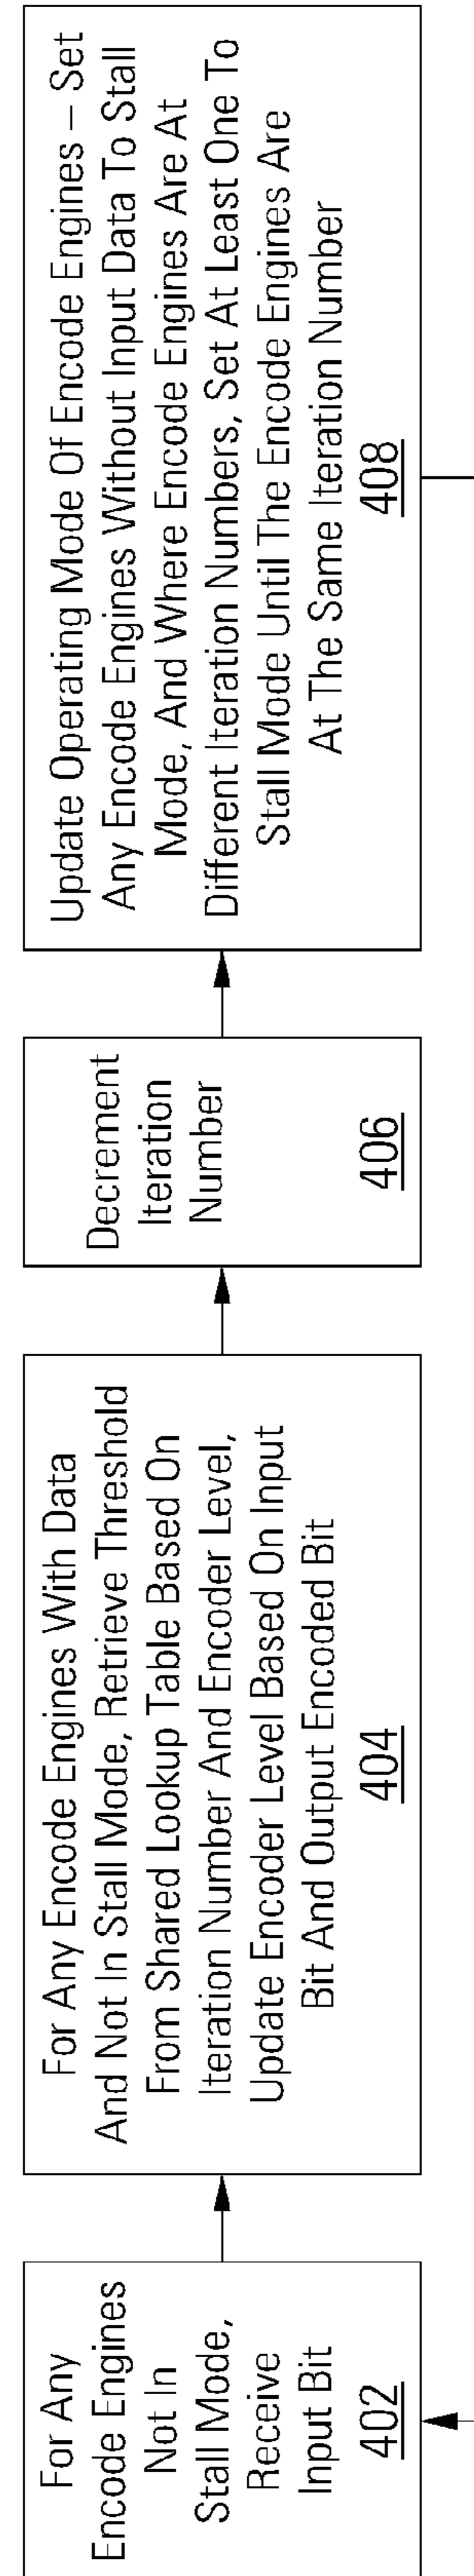 For Any
Encode Engines
Not In
Stall Mode,
Receive
Input Bit
402
For Any Encode Engines With Data
And Not In Stall Mode, Retrieve Threshold
From Shared Lookup Table Based On
Iteration Number And Encoder Level,
Update Encoder Level Based On Input
Bit And Output Encoded Bit
404
Decrement
Iteration
Number
406
Update Operating Mode Of Encode Engines – Set
Any Encode Engines Without Input Data To Stall
Mode, And Where Encode Engines Are At
Different Iteration Numbers, Set At Least One To
Stall Mode Until The Encode Engines Are
At The Same Iteration Number
408